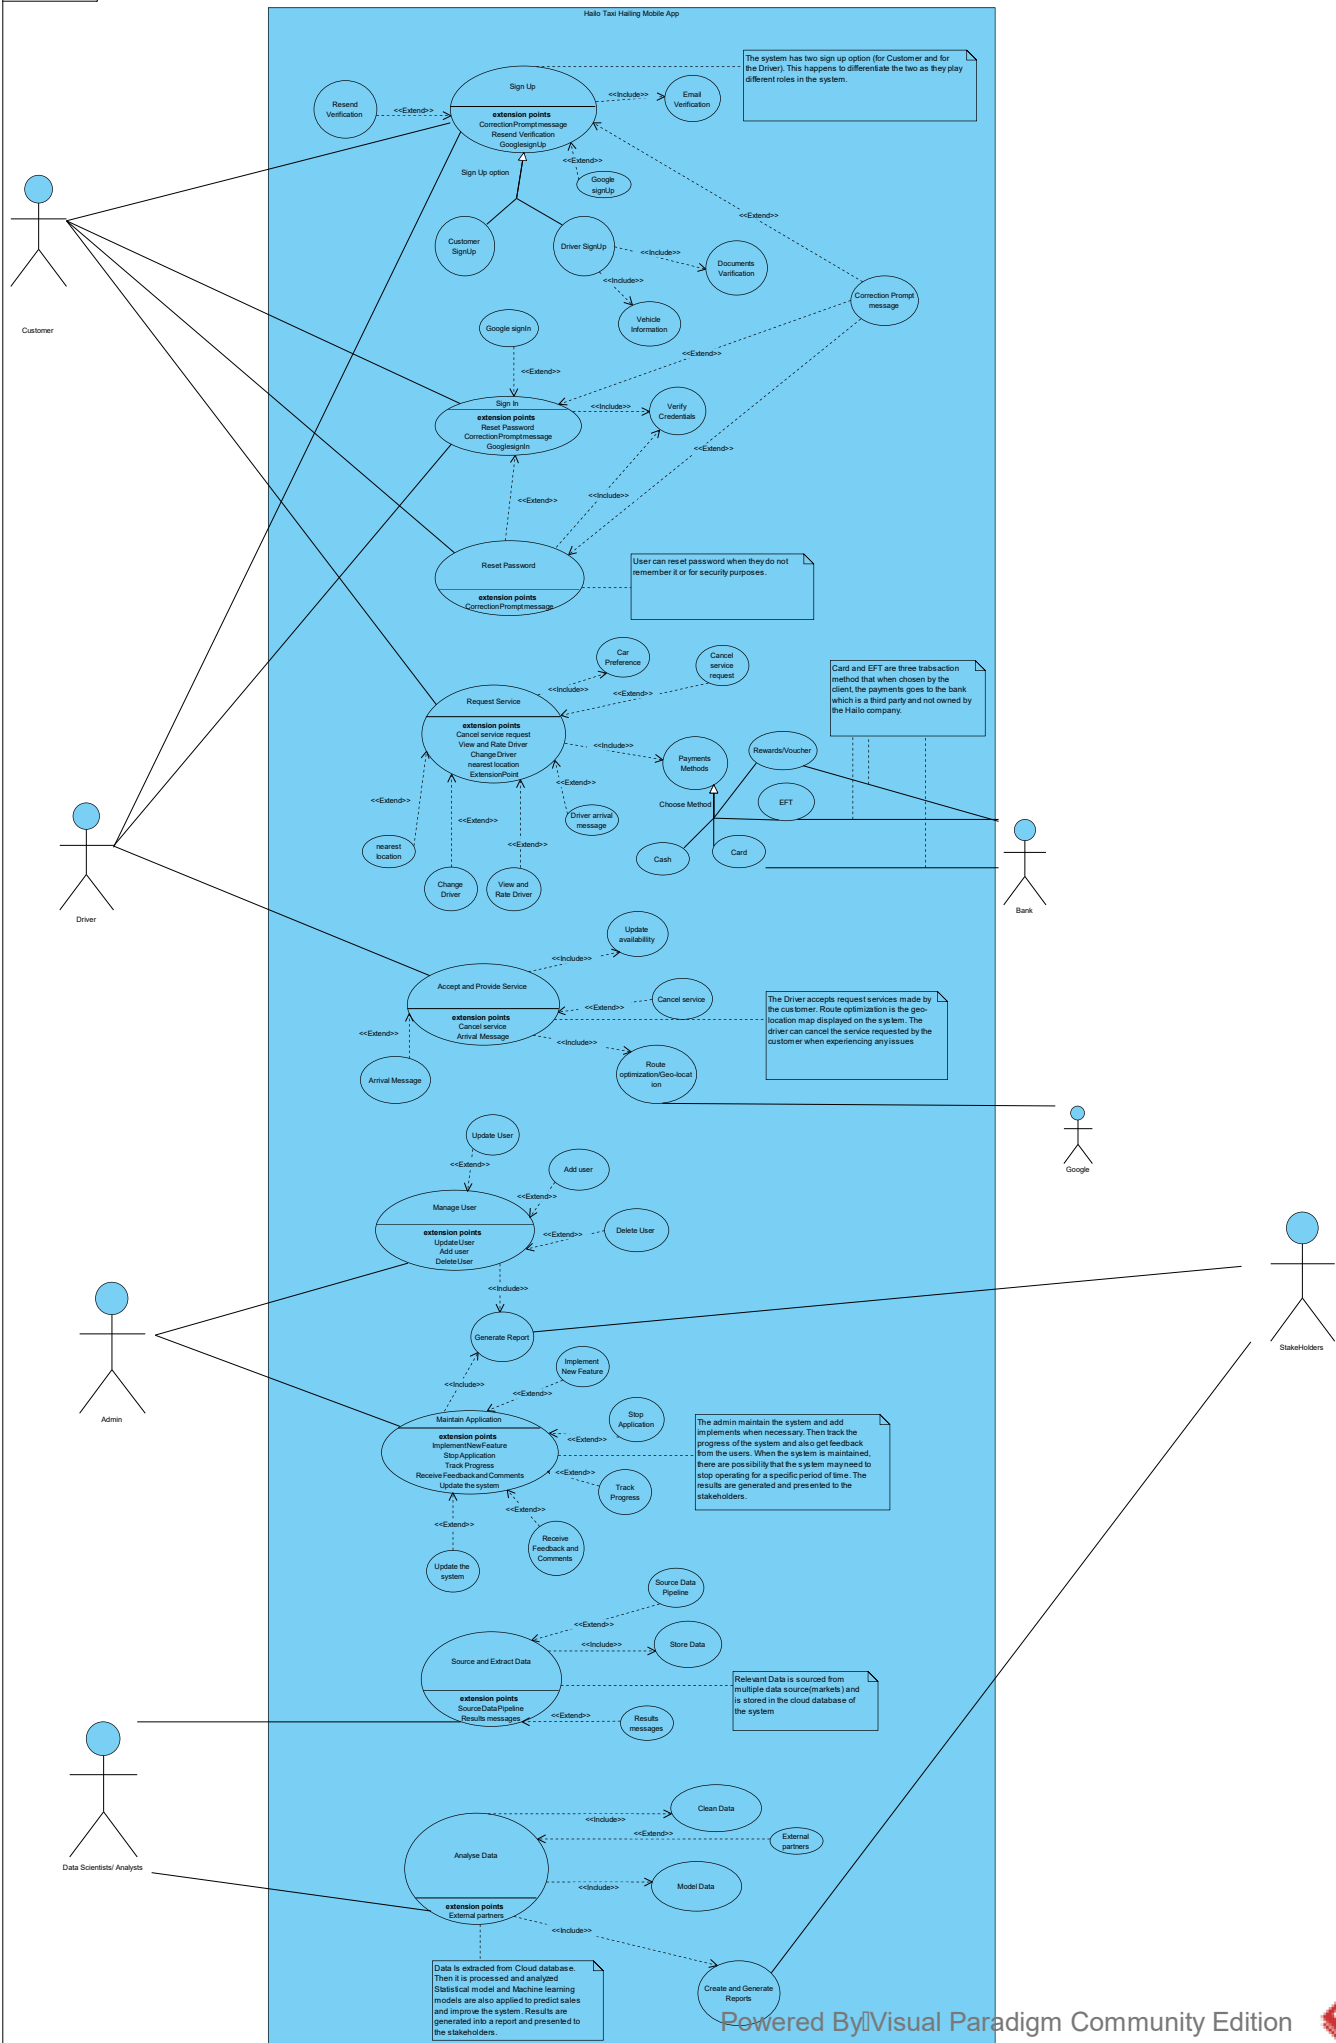 Hailo Taxi Hailing Mobile App
The system has two sign up option (for Customer and for
the Driver). This happens to differentiate the two as they play
different roles in the system.
Sign Up
extension points
CorrectionPromptmessage
Resend Verification
GooglesignUp
Resend
Verification
<<Extend>>
<<Include>>
Email
Verification
Sign Up option
<<Extend>>
Google
signUp
<<Extend>>
Customer
SignUp
Driver SignUp
<<Include>>
Documents
Varification
<<Include>>
Vehicle
Information
Correction Prompt
message
Customer
Google signIn
<<Extend>>
<<Extend>>
Sign In
extension points
Reset Password
CorrectionPromptmessage
GooglesignIn
<<Include>>
Verify
Credentials
<<Extend>>
<<Extend>>
<<Include>>
Reset Password
extension points
CorrectionPromptmessage
User can reset password when they do not
remember it or for security purposes.
Car
Preference
Cancel
service
request
<<Include>>
<<Extend>>
Card and EFT are three trabsaction
method that when chosen by the
client, the payments goes to the bank
which is a third party and not owned by
the Hailo company.
Request Service
extension points
Cancel service request
View and Rate Driver
ChangeDriver
nearest location
ExtensionPoint
<<Include>>
Payments
Methods
Rewards/Voucher
<<Extend>>
<<Extend>>
Choose Method
EFT
<<Extend>>
Driver arrival
message
<<Extend>>
nearest
location
Cash
Card
Change
Driver
View and
Rate Driver
Driver
Bank
Update
availabillity
<<Include>>
Accept and Provide Service
extension points
Cancel service
Arrival Message
<<Extend>>
Cancel service
The Driver accepts request services made by
the customer. Route optimization is the geo-
location map displayed on the system. The
driver can cancel the service requested by the
customer when experiencing any issues
<<Extend>>
<<Include>>
Arrival Message
Route
optimization/Geo-locat
ion
Google
Update User
<<Extend>>
Add user
<<Extend>>
Manage User
extension points
UpdateUser
Add user
DeleteUser
<<Extend>>
Delete User
<<Include>>
Generate Report
StakeHolders
Admin
<<Include>>
Implement
New Feature
<<Extend>>
Maintain Application
extension points
ImplementNewFeature
StopApplication
Track Progress
ReceiveFeedbackandComments
Update the system
Stop
Application
<<Extend>>
The admin maintain the system and add
implements when necessary. Then track the
progress of the system and also get feedback
from the users. When the system is maintained,
there are possibility that the system may need to
stop operating for a specific period of time. The
results are generated and presented to the
stakeholders.
<<Extend>>
Track
Progress
<<Extend>>
<<Extend>>
Receive
Feedback and
Comments
Update the
system
Source Data
Pipeline
<<Extend>>
<<Include>>
Store Data
Source and Extract Data
extension points
SourceDataPipeline
Results messages
<<Extend>>
Results
messages
Relevant Data is sourced from
multiple data source(markets) and
is stored in the cloud database of
the system
Data Scientists/ Analysts
Clean Data
<<Include>>
<<Extend>>
External
partners
Analyse Data
extension points
External partners
<<Include>>
Model Data
<<Include>>
Create and Generate
Reports
Data Is extracted from Cloud database.
Then it is processed and analyzed
Statistical model and Machine learning
models are also applied to predict sales
and improve the system. Results are
generated into a report and presented to
the stakeholders.
Powered By Visual Paradigm Community Edition